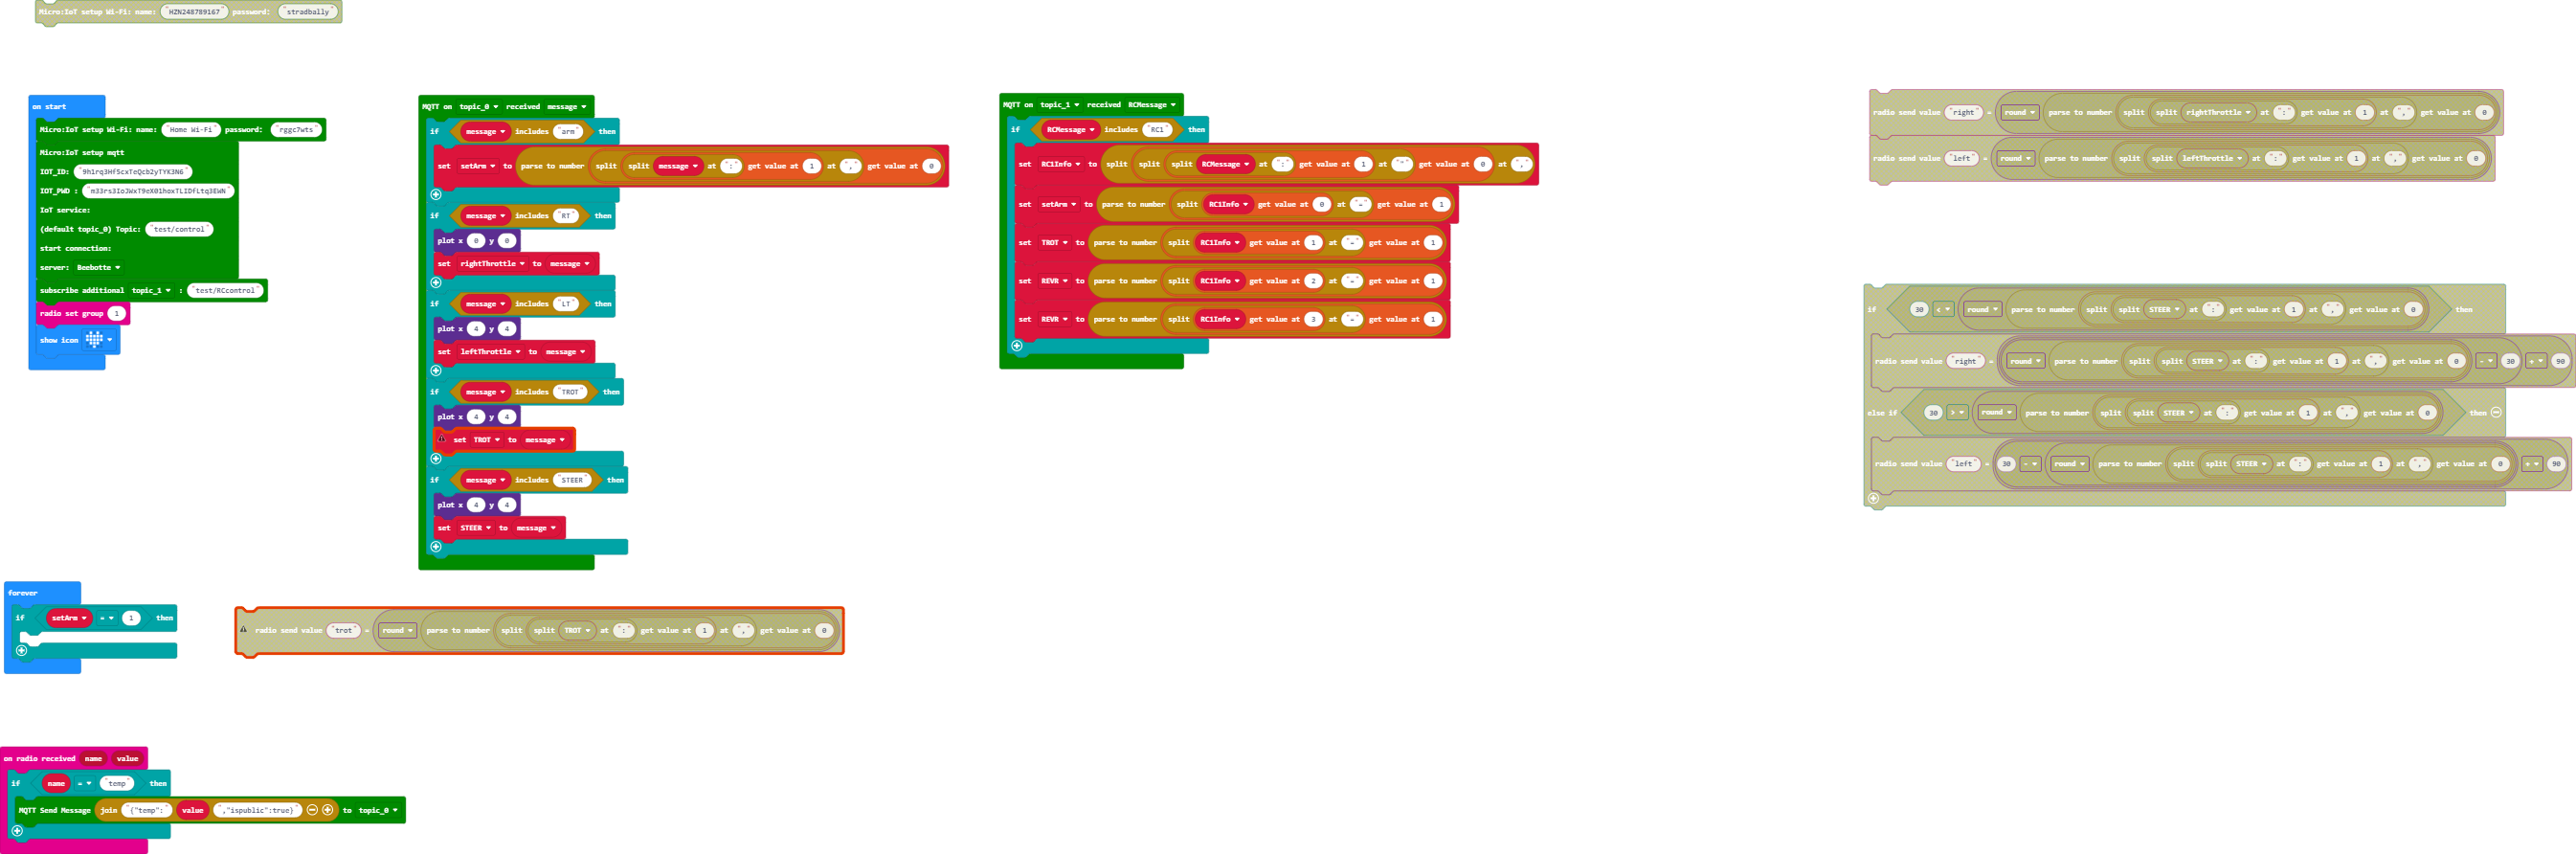 Micro:IoT setup Wi-Fi: name: "HZN248789167" password: "stradbally"
on start
Micro:IoT setup Wi-Fi: name: "Home Wi-Fi" password: "rggc7wts"
Micro:IoT setup mqtt
IOT_ID:
IOT_PWD :
IoT service:
(default topic_0) Topic: "test/control"
start connection:
server: Beebotte
subscribe additional topic_1 : "test/RCcontrol"
radio set group 1
show icon
MQTT on topic_0 received message
if message includes "arm" then
set setArm to parse to number split split message at ":" get value at 1 at "," get value at 0
if message includes "RT" then
plot x 0 y 0
set rightThrottle to message
if message includes "LT" then
plot x 4 y 4
set leftThrottle to message
if message includes "TROT" then
plot x 4 y 4
set TROT to message
if message includes "STEER" then
plot x 4 y 4
set STEER to message
MQTT on topic_1 received RCMessage
if RCMessage includes "RC1" then
set RC1Info to split split split RCMessage at ":" get value at 1 at get value at 0 at ","
set setArm to parse to number split RC1Info get value at 0 at get value at 1
set TROT to parse to number split RC1Info get value at 1 at get value at 1
set REVR to parse to number split RC1Info get value at 2 at get value at 1
set REVR to parse to number split RC1Info get value at 3 at get value at 1
radio send value "right" = round parse to number split split rightThrottle at ":" get value at 1 at "," get value at 0
radio send value "left" = round parse to number split split leftThrottle at ":" get value at 1 at "," get value at 0
if 30 < round parse to number split split STEER at ":" get value at 1 at "," get value at 0 then
radio send value "right" = round parse to number split split STEER at ":" get value at 1 at "," get value at 0 - 30 + 90
else if 30 > round parse to number split split STEER at ":" get value at 1 at "," get value at 0 then
radio send value "left" = 30 - round parse to number split split STEER at ":" get value at 1 at "," get value at 0 + 90
forever
if setArm = 1 then
radio send value "trot" = round parse to number split split TROT at ":" get value at 1 at "," get value at 0
on radio received name value
if name = "temp" then
MQTT Send Message join "{"temp":" value ","ispublic":true}" to topic_0